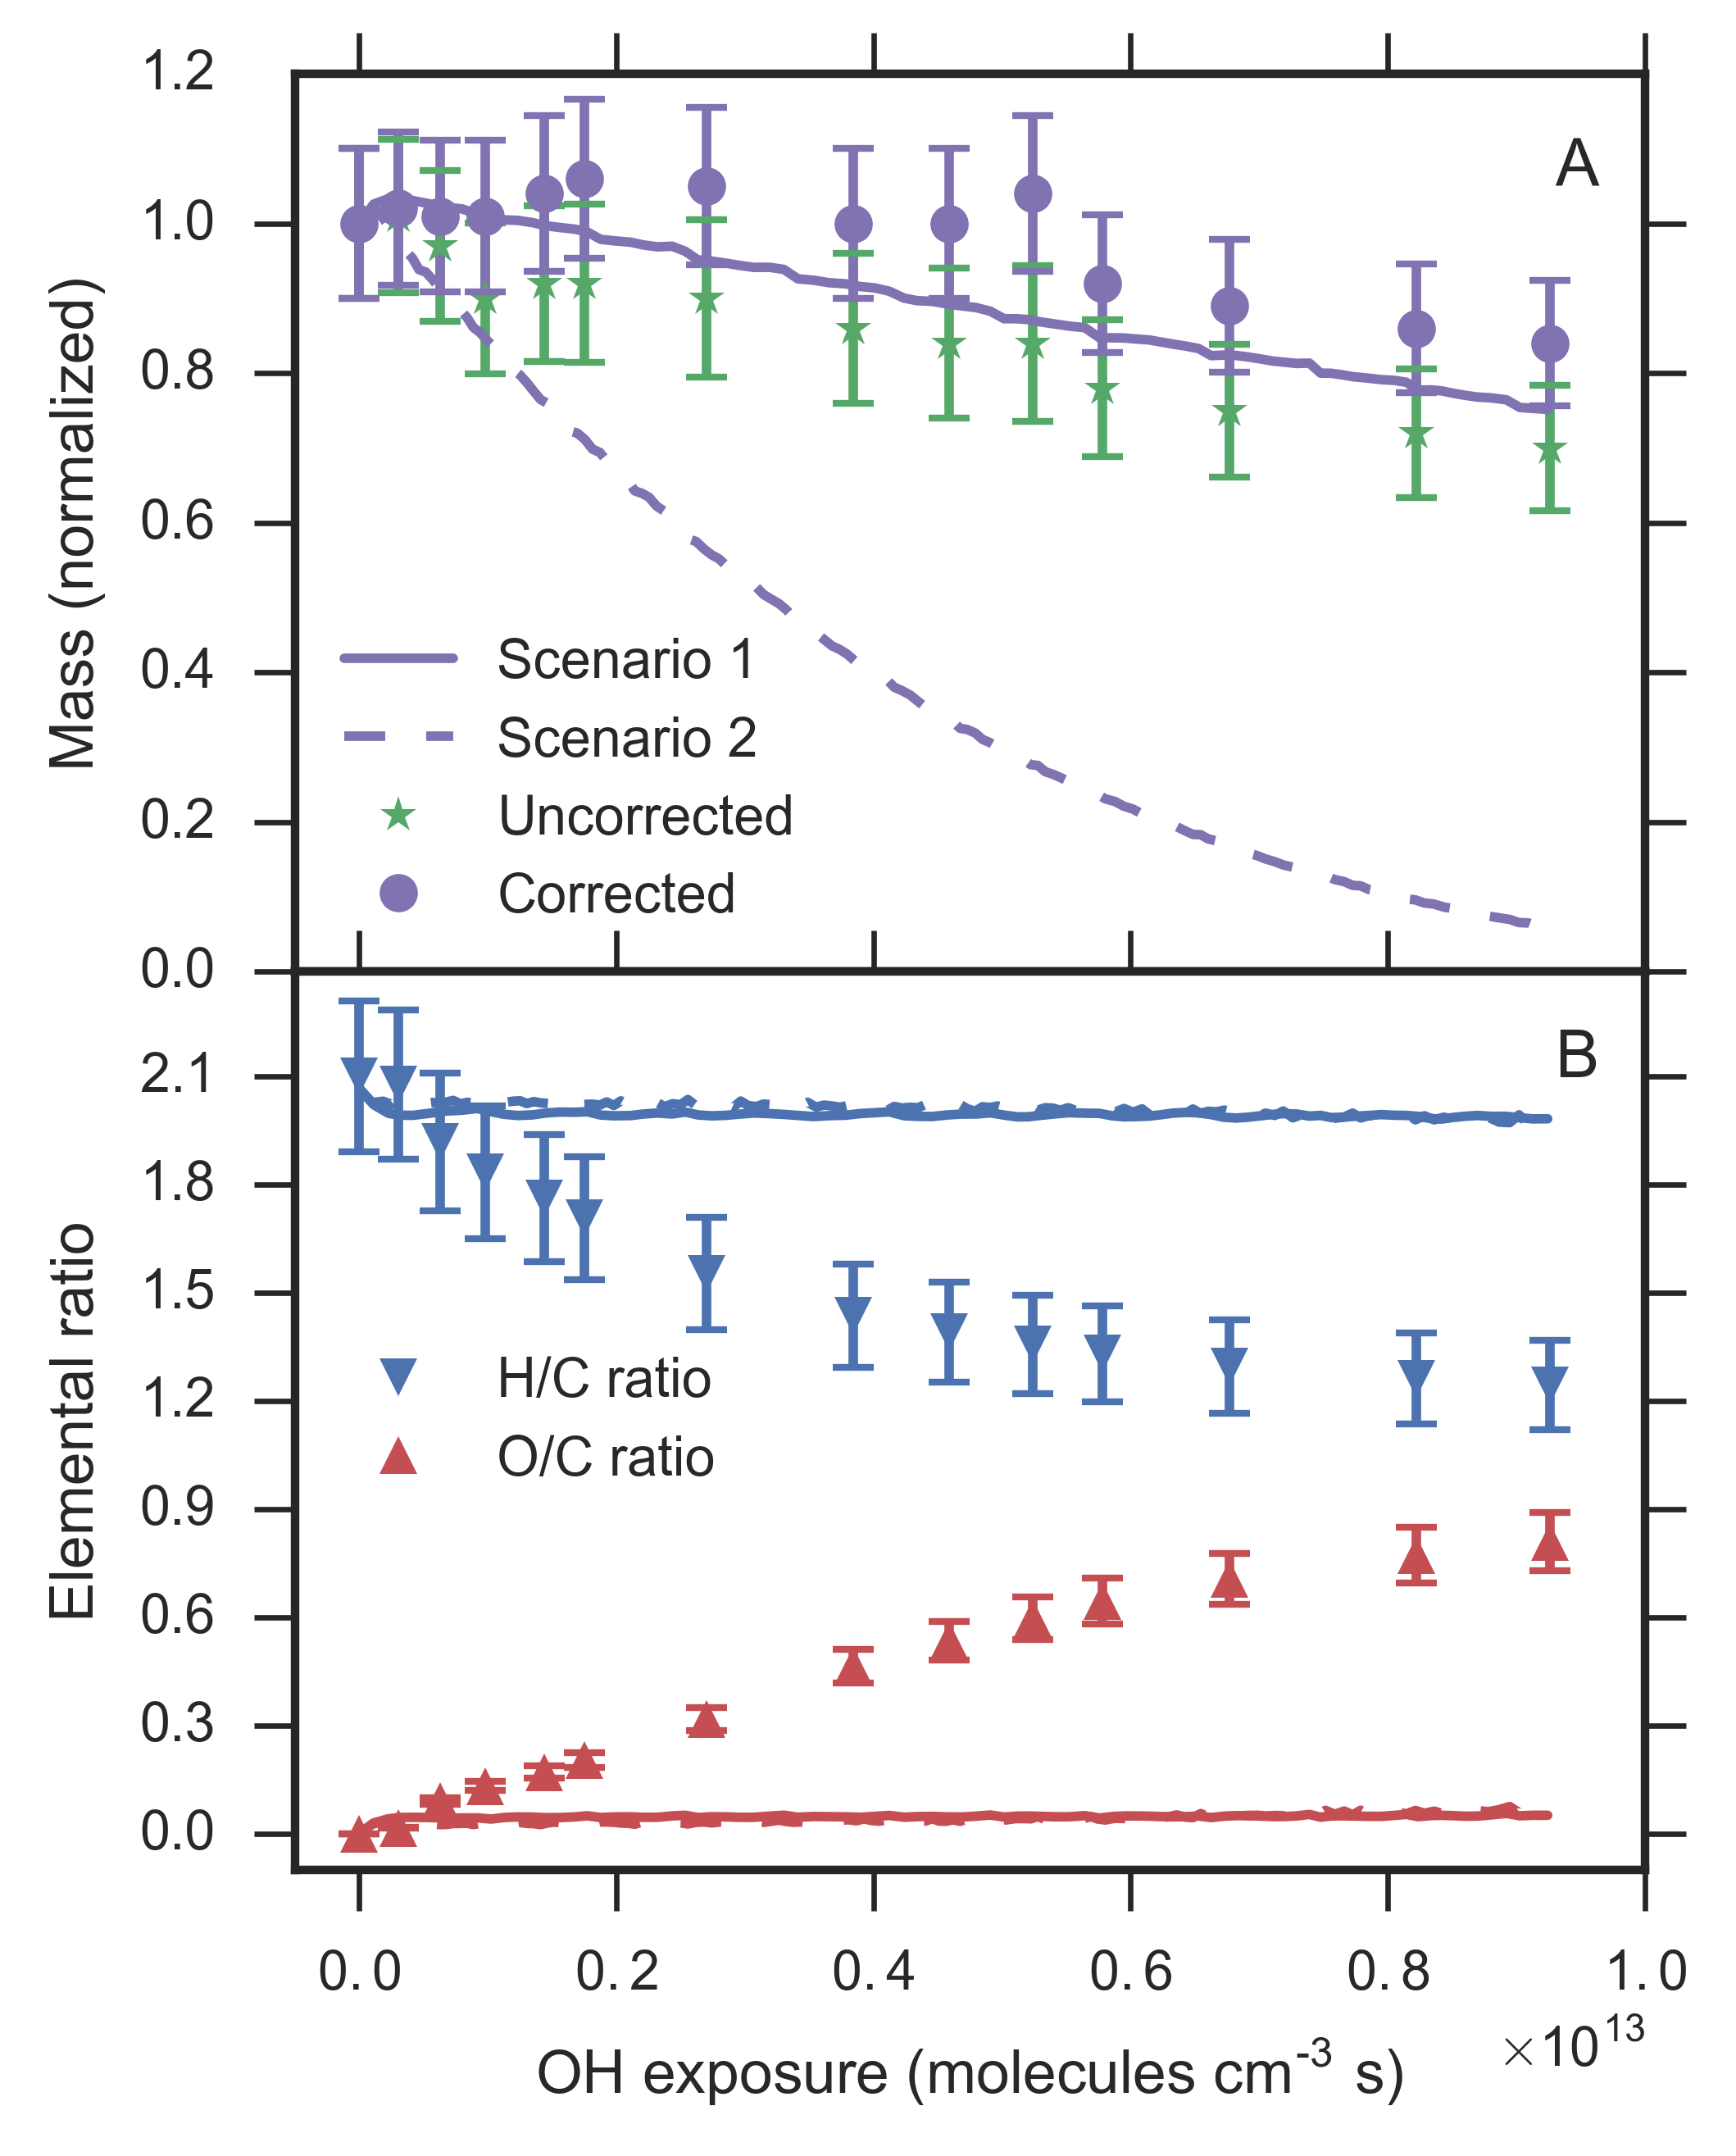 1.2
A
1.0
0.8
0.6
0.4
0.2
0.0
Mass (normalized)
Scenario 1
Scenario 2
Uncorrected
Corrected
B
2.1
1.8
1.5
1.2
0.9
0.6
0.3
0.0
Elemental ratio
H/C ratio
O/C ratio
0.0 0.2 0.4 0.6 0.8 1.0
×10¹³
OH exposure (molecules cm⁻³ s)